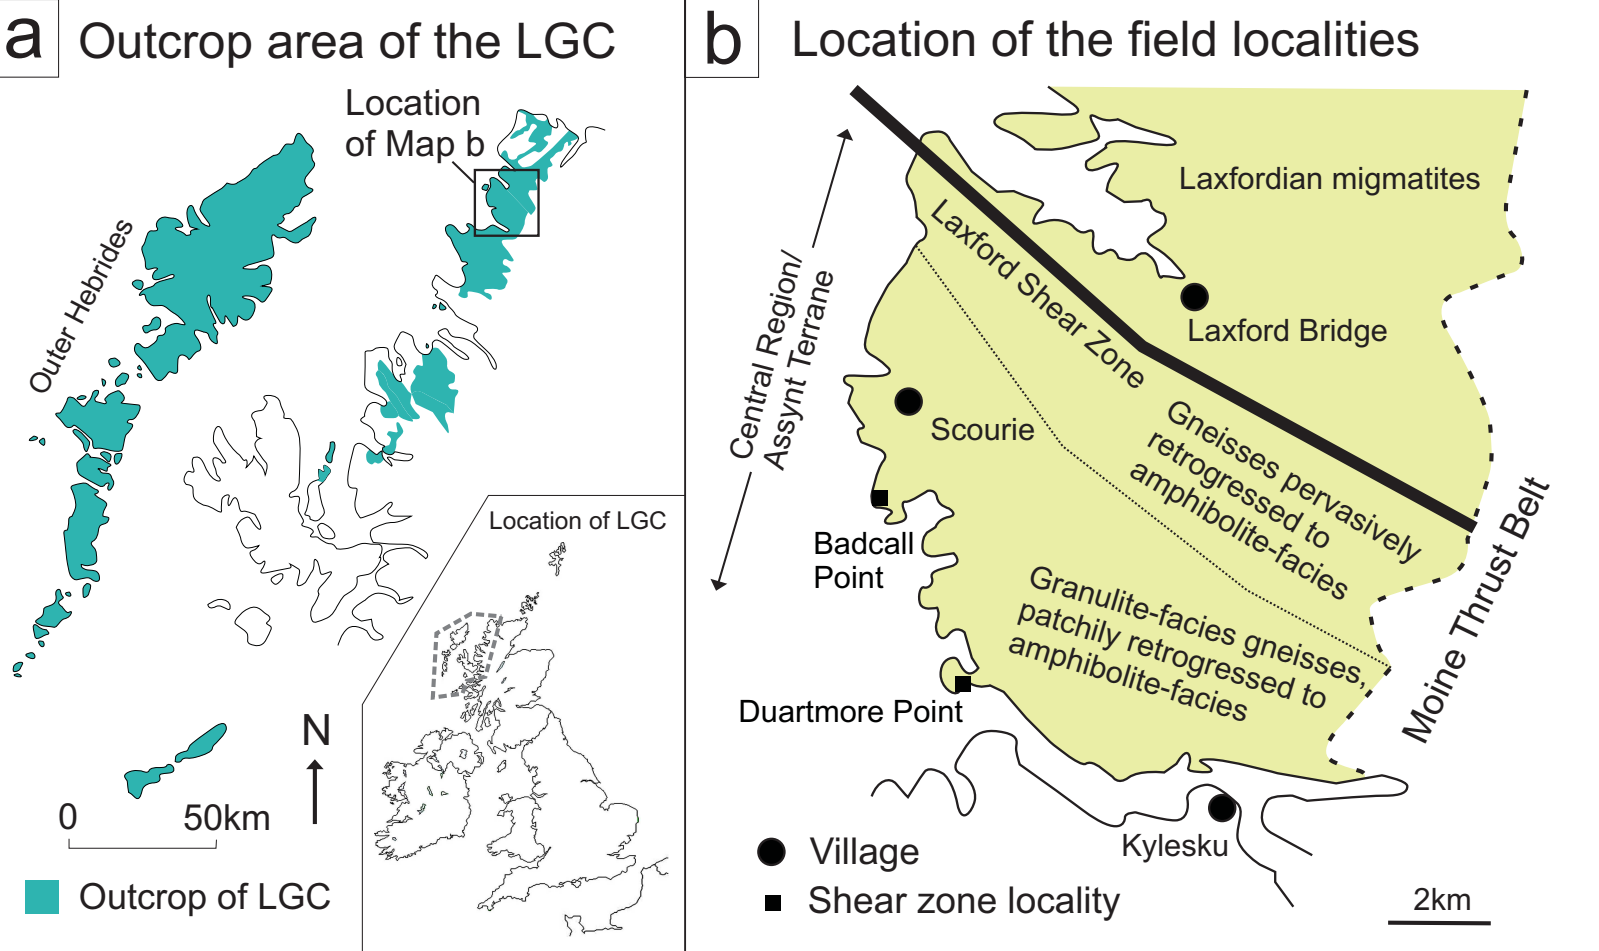 a
Outcrop area of the LGC
Location
of Map b
Outer Hebrides
Location of LGC
N
0
50km
Outcrop of LGC
b
Location of the field localities
Laxfordian migmatites
Laxford Shear Zone
Laxford Bridge
Central Region/
Assynt Terrane
Scourie
Gneisses pervasively
retrogressed to
amphibolite-facies
Badcall
Point
Granulite-facies gneisses,
patchily retrogressed to
amphibolite-facies
Moine Thrust Belt
Duartmore Point
Kylesku
Village
Shear zone locality
2km